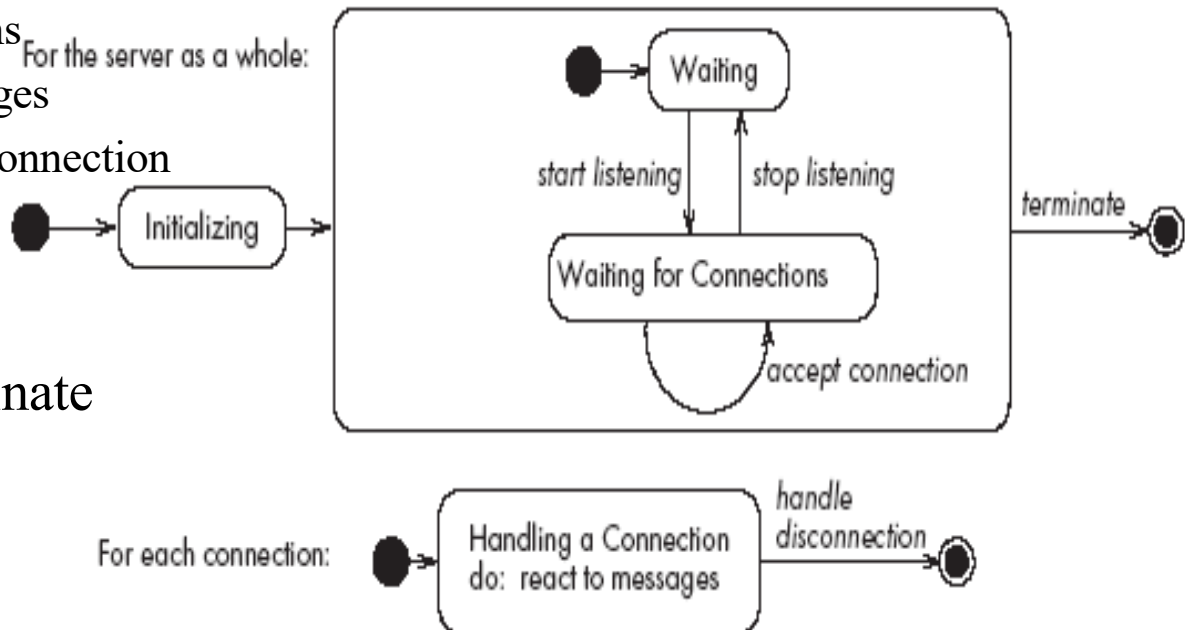 ns
For the server as a whole:
ges
onnection
Waiting
start listening
stop listening
terminate
Initializing
Waiting for Connections
accept connection
nate
For each connection:
Handling a Connection
do: react to messages
handle
disconnection